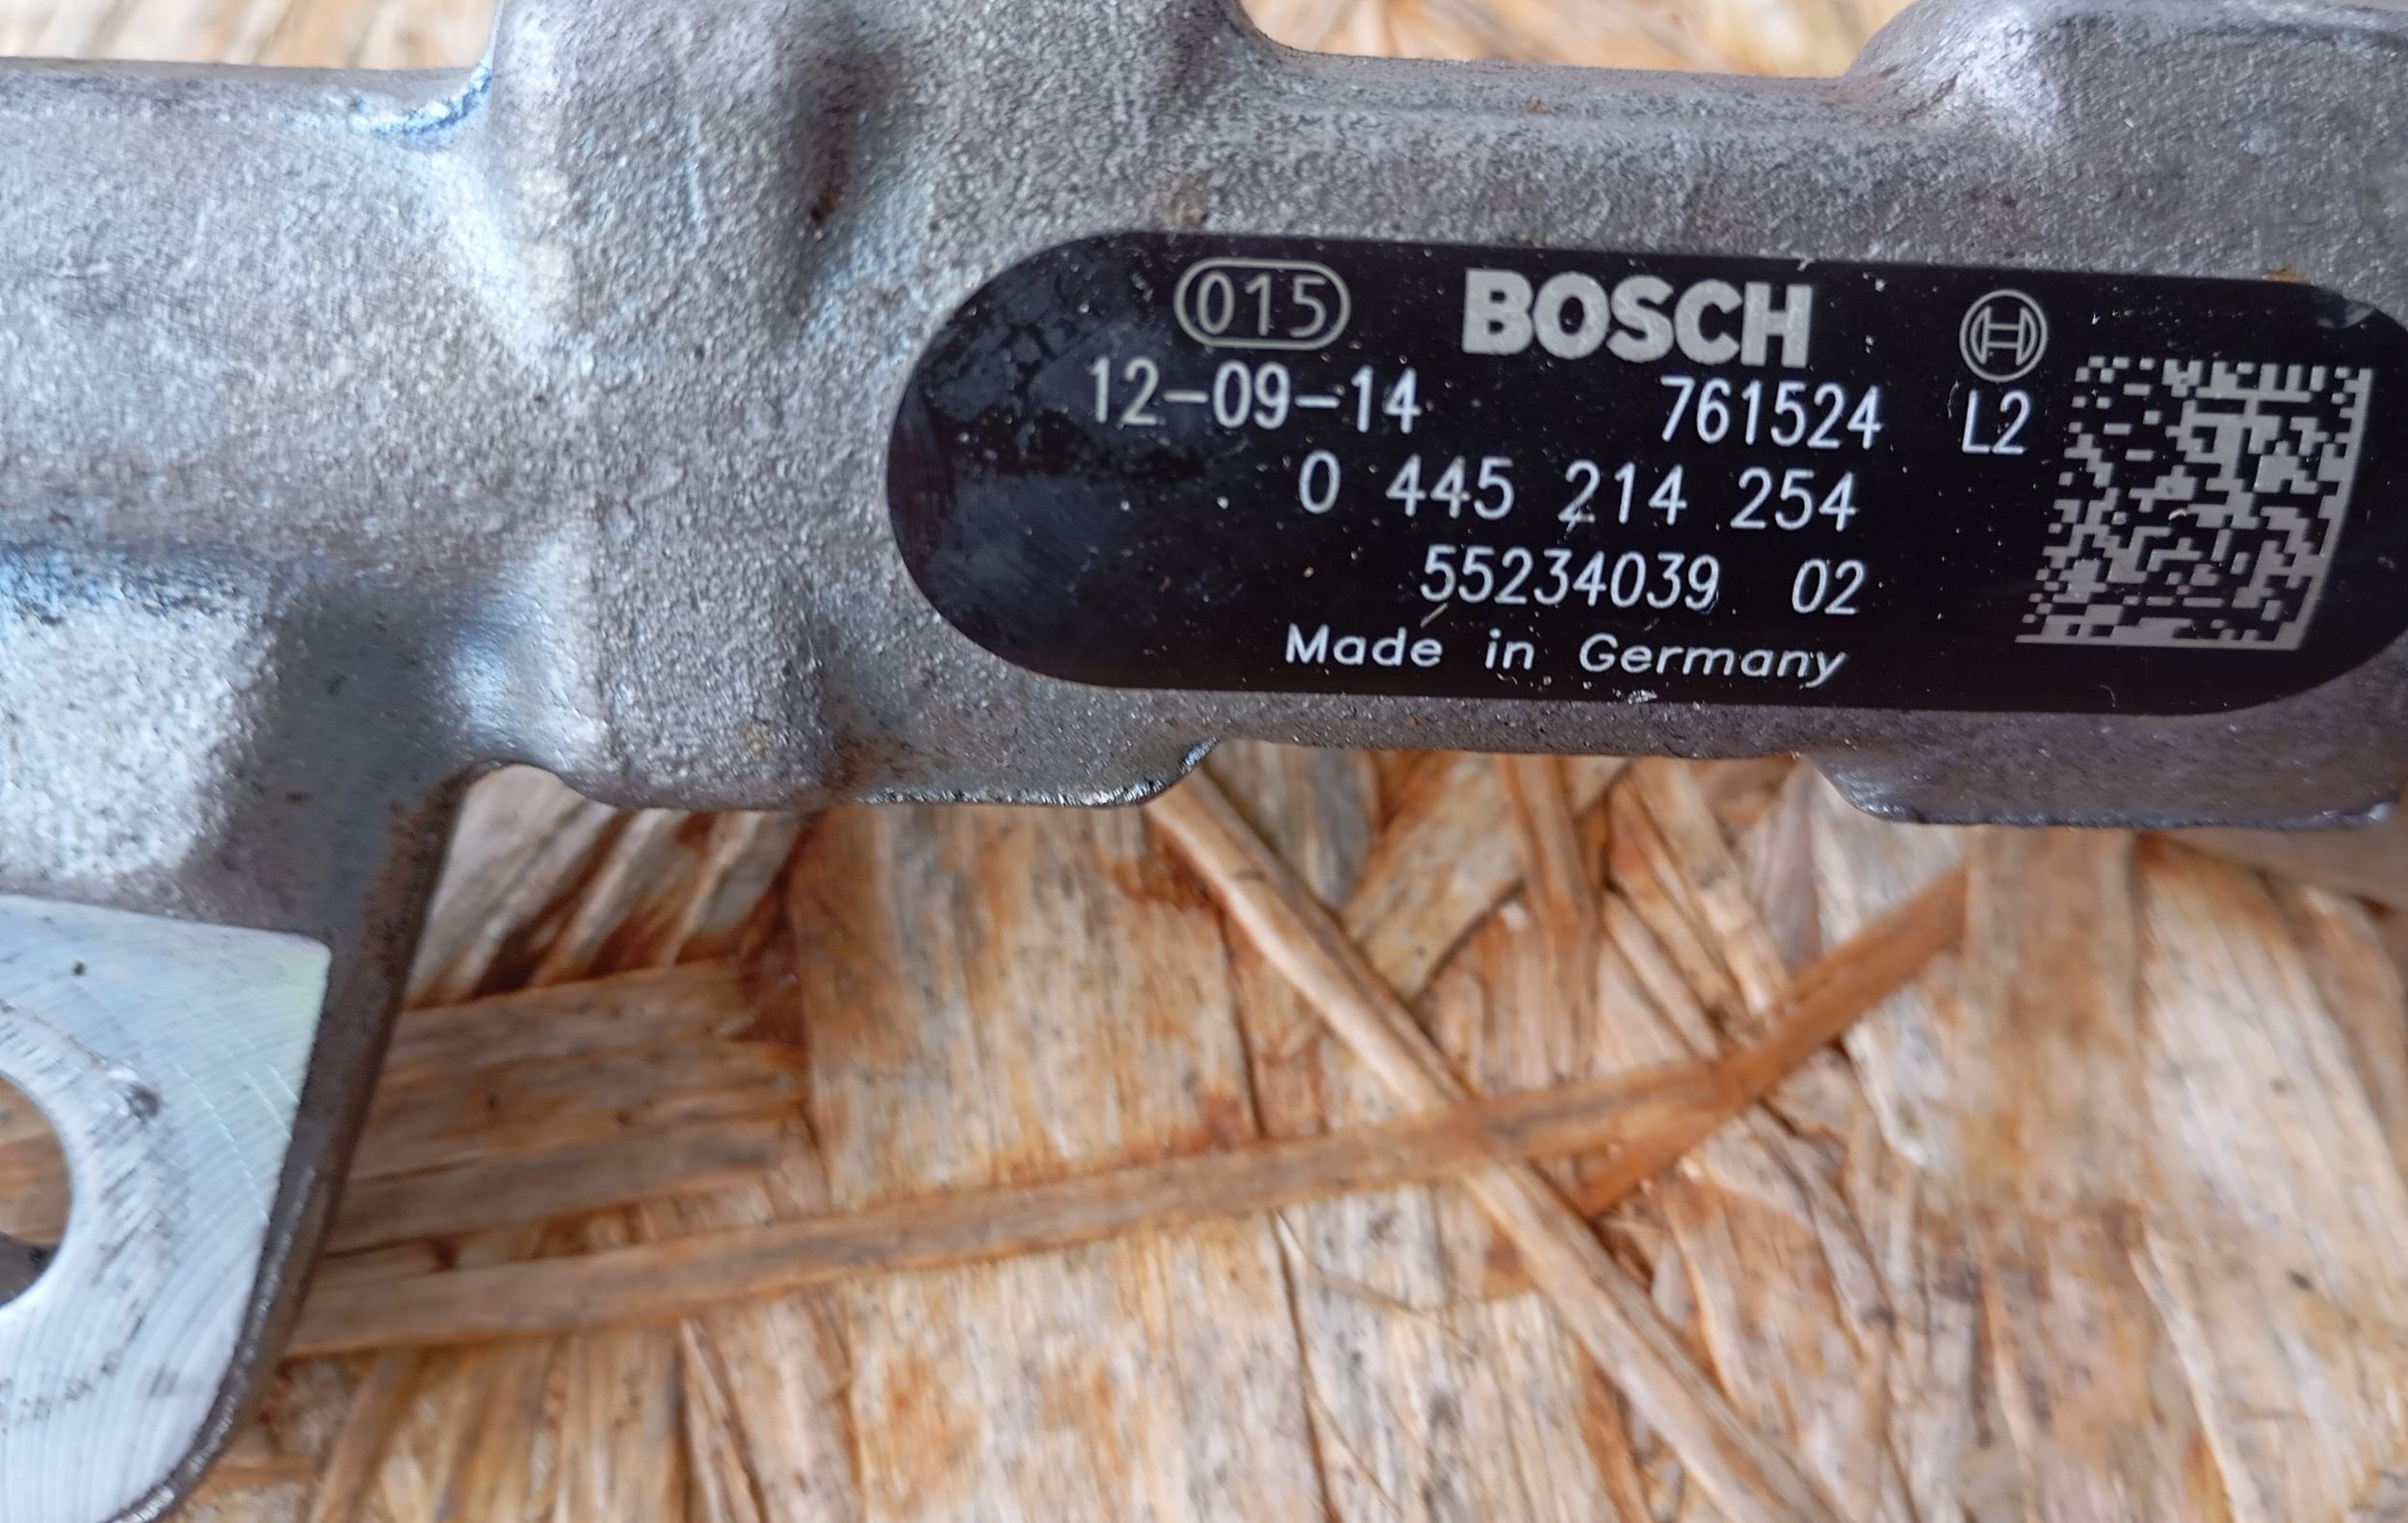 015 BOSCH
12-09-14 761524 L2
0 445 214 254
55234039 02
Made in Germany